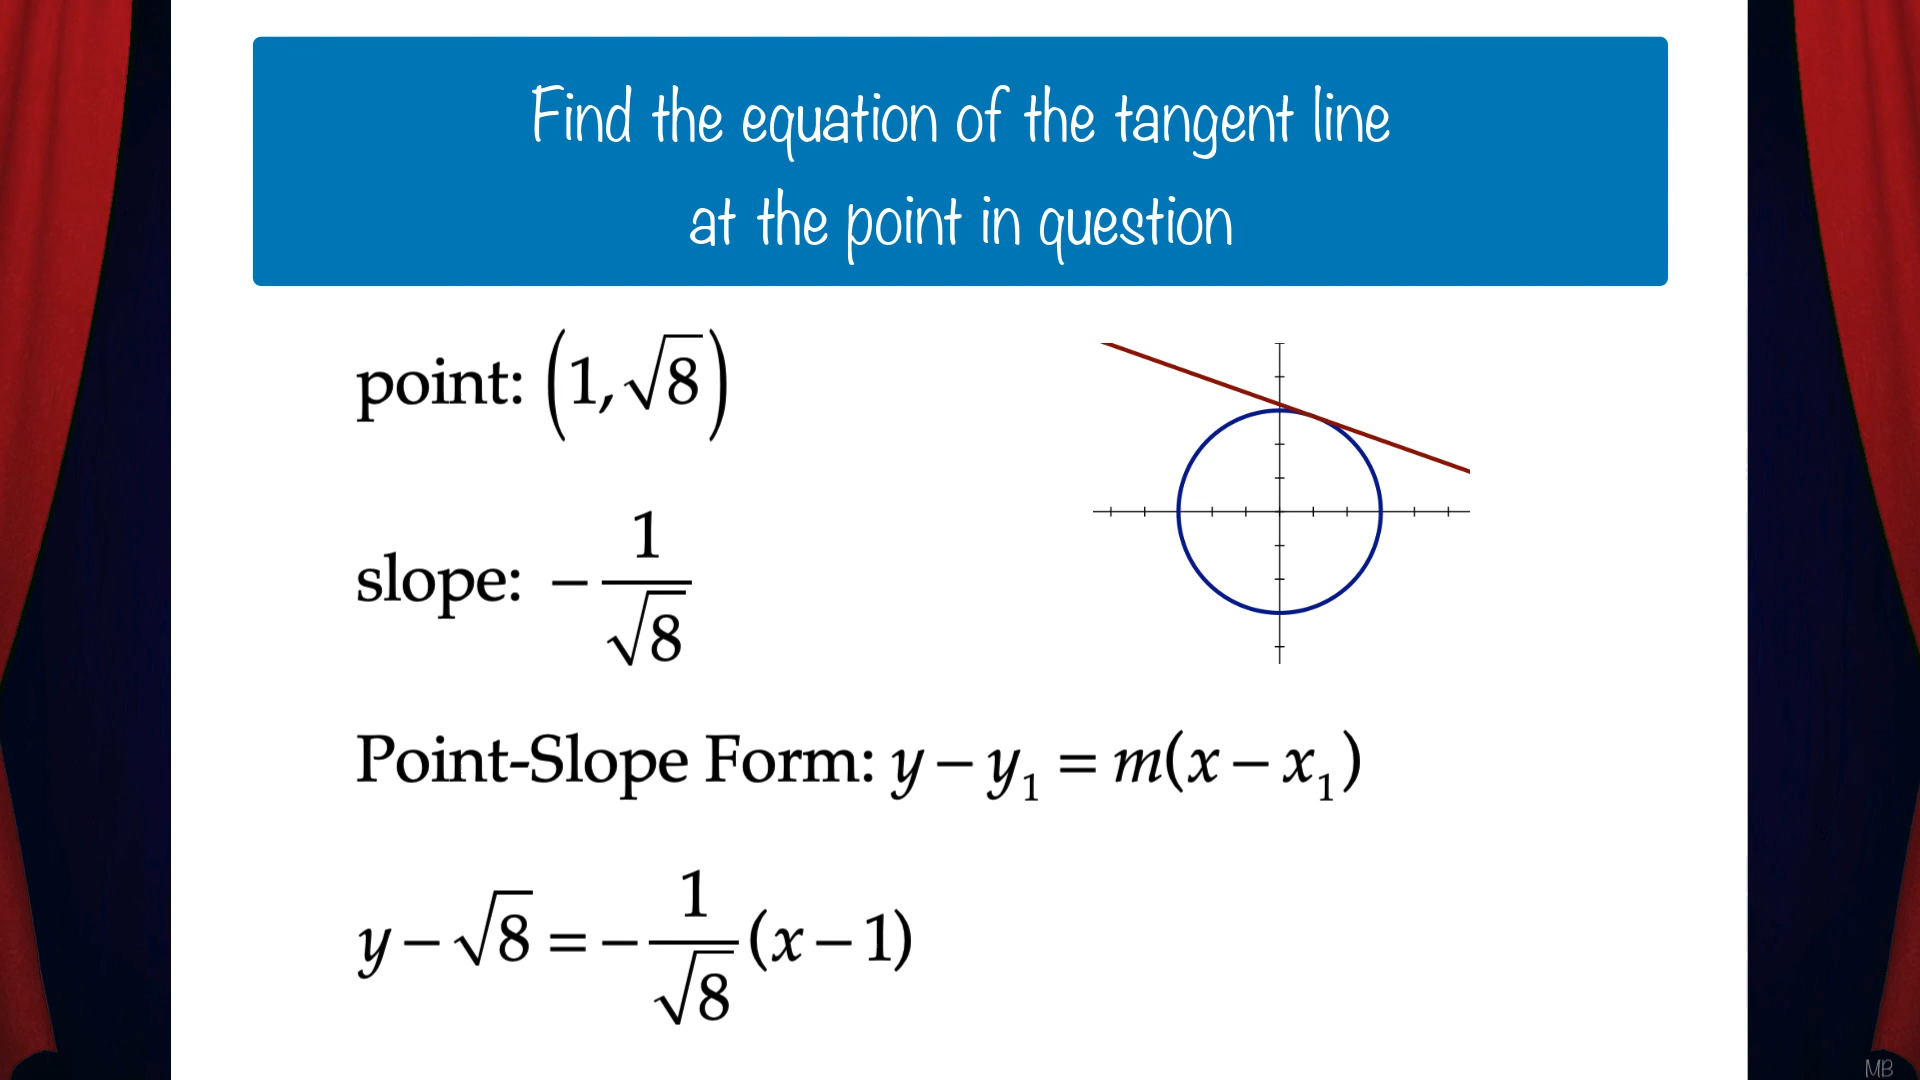 Find the equation of the tangent line
at the point in question
point: (1, √8)
slope: − 1/√8
Point-Slope Form: y − y₁ = m(x − x₁)
y − √8 = − 1/√8 (x − 1)
MB